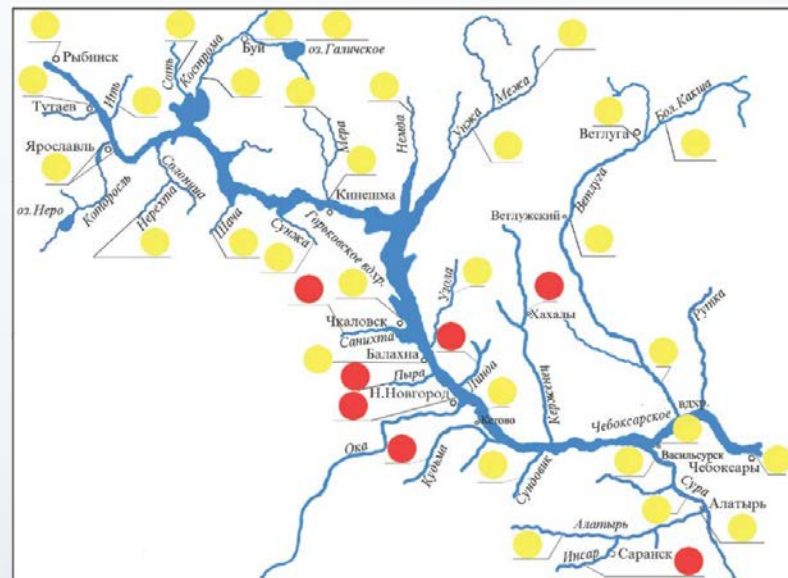 Рыбинск
Соть
Кострома
Буй
оз.Галичское
Тутаев
Ить
Ярославль
Мера
Немда
Унжа
Межа
Ветлуга
Бол.Какша
оз.Неро
Которосль
Нерехта
Солоница
Шача
Сунжа
Кинешма
Горьковское вдхр.
Ветлужский
Ветлуга
Чкаловск
Санихта
Узола
Хахалы
Рутка
Балахна
Пыра
Линда
Н.Новгород
Керженец
Кстово
Чебоксарское
вдхр.
Ока
Кудьма
Сундовик
Васильсурск
Чебоксары
Сура
Алатырь
Алатырь
Инсар
Саранск